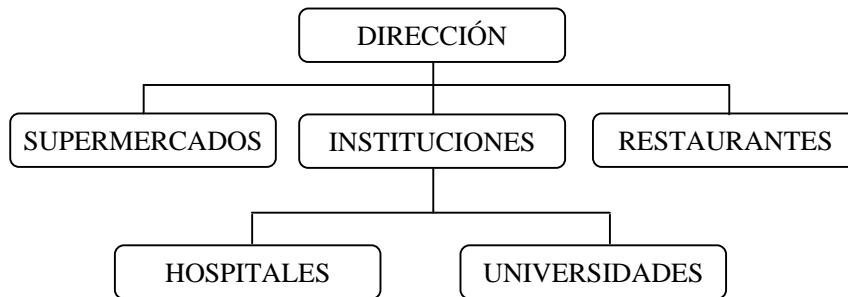 DIRECCIÓN
SUPERMERCADOS
INSTITUCIONES
RESTAURANTES
HOSPITALES
UNIVERSIDADES